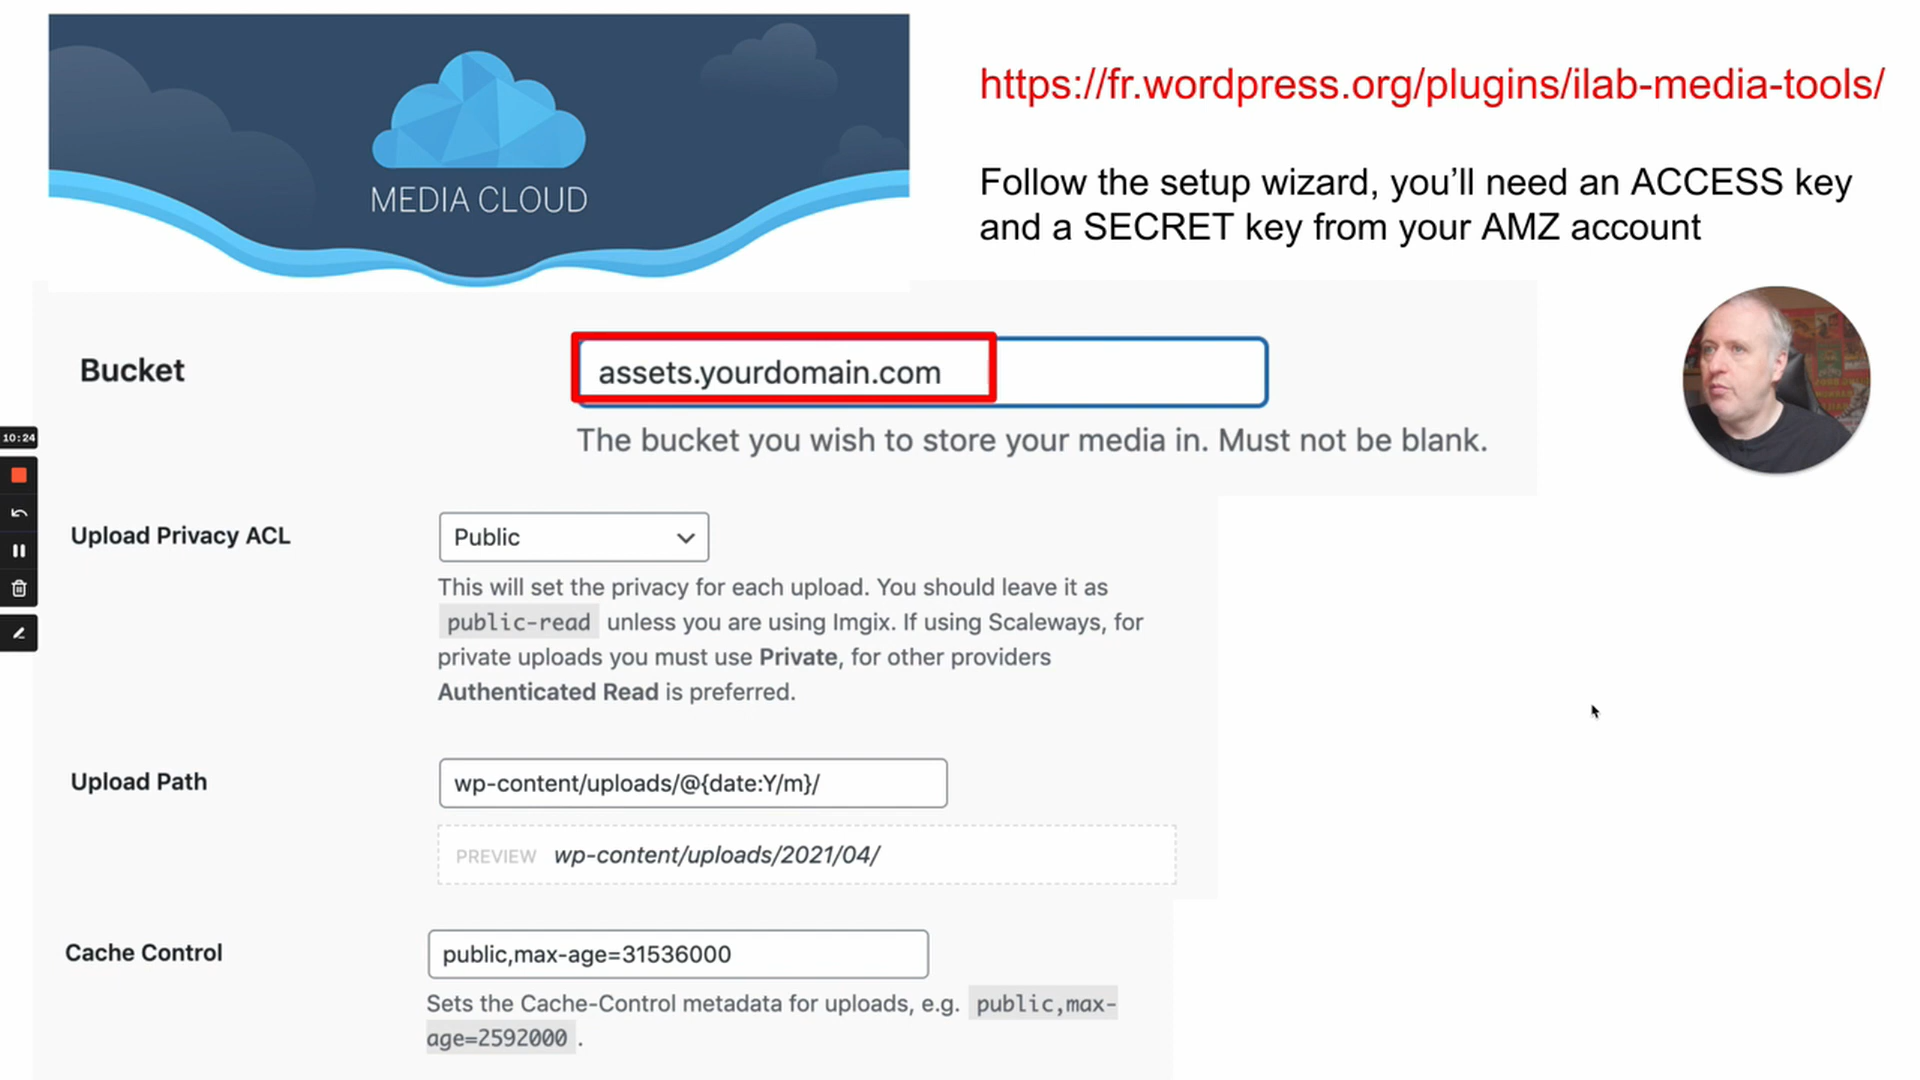 MEDIA CLOUD
https://fr.wordpress.org/plugins/ilab-media-tools/
Follow the setup wizard, you'll need an ACCESS key
and a SECRET key from your AMZ account
Bucket
assets.yourdomain.com
The bucket you wish to store your media in. Must not be blank.
10:24
Upload Privacy ACL
Public
This will set the privacy for each upload. You should leave it as
public-read unless you are using Imgix. If using Scaleways, for
private uploads you must use Private, for other providers
Authenticated Read is preferred.
Upload Path
wp-content/uploads/@{date:Y/m}/
PREVIEW wp-content/uploads/2021/04/
Cache Control
public,max-age=31536000
Sets the Cache-Control metadata for uploads, e.g. public,max-
age=2592000 .